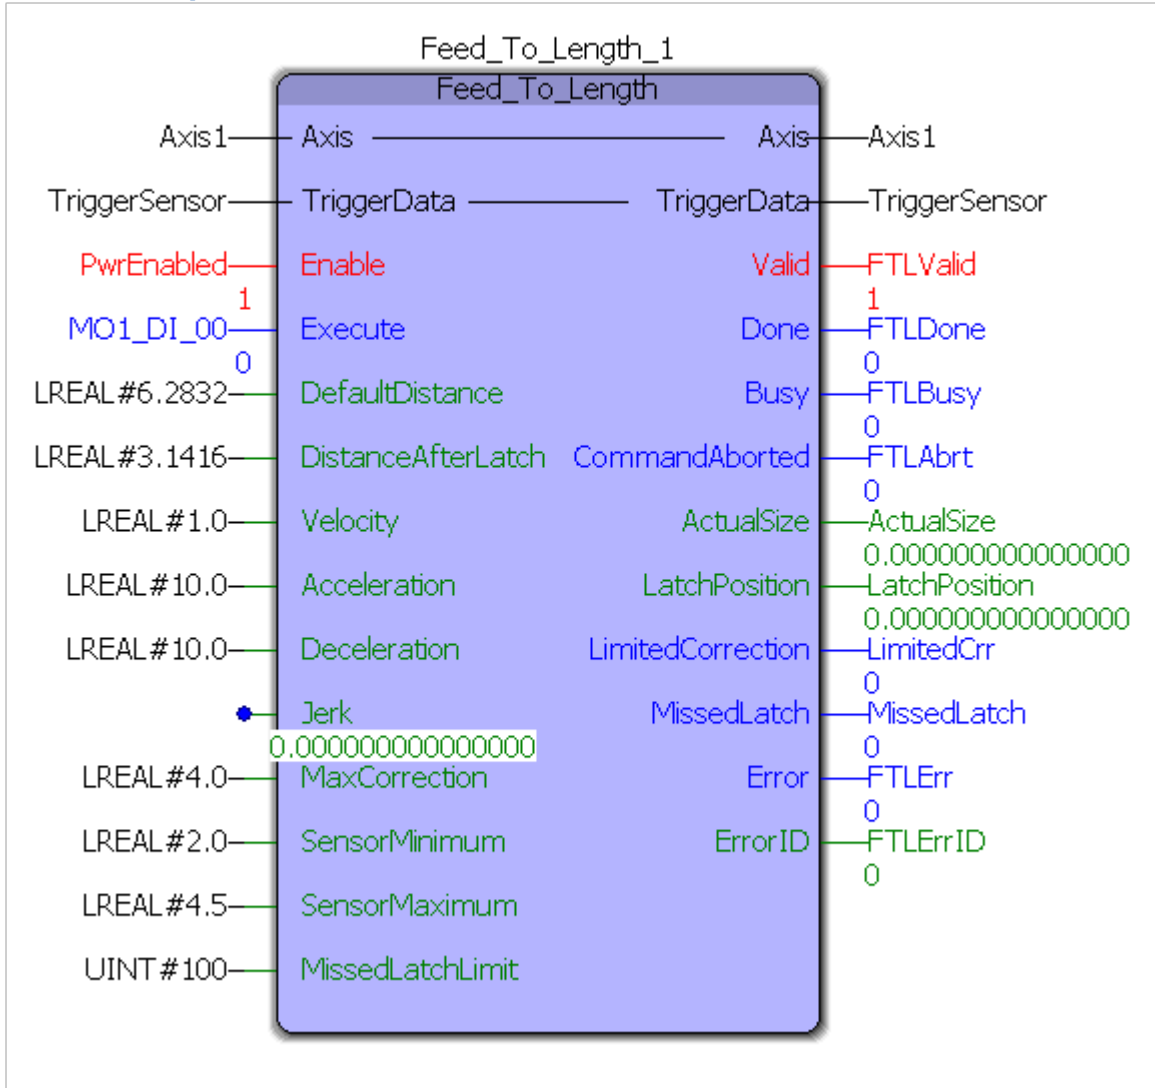 Feed_To_Length_1
Feed_To_Length
Axis1 Axis Axis Axis1
TriggerSensor TriggerData TriggerData TriggerSensor
PwrEnabled Enable Valid FTLValid
1 1
MO1_DI_00 Execute Done FTLDone
0 0
LREAL#6.2832 DefaultDistance Busy FTLBusy
0
LREAL#3.1416 DistanceAfterLatch CommandAborted FTLAbrt
0
LREAL#1.0 Velocity ActualSize ActualSize
0.000000000000000
LREAL#10.0 Acceleration LatchPosition LatchPosition
0.000000000000000
LREAL#10.0 Deceleration LimitedCorrection LimitedCrr
0
Jerk MissedLatch MissedLatch
0.000000000000000 0
LREAL#4.0 MaxCorrection Error FTLErr
0
LREAL#2.0 SensorMinimum ErrorID FTLErrID
0
LREAL#4.5 SensorMaximum
UINT#100 MissedLatchLimit